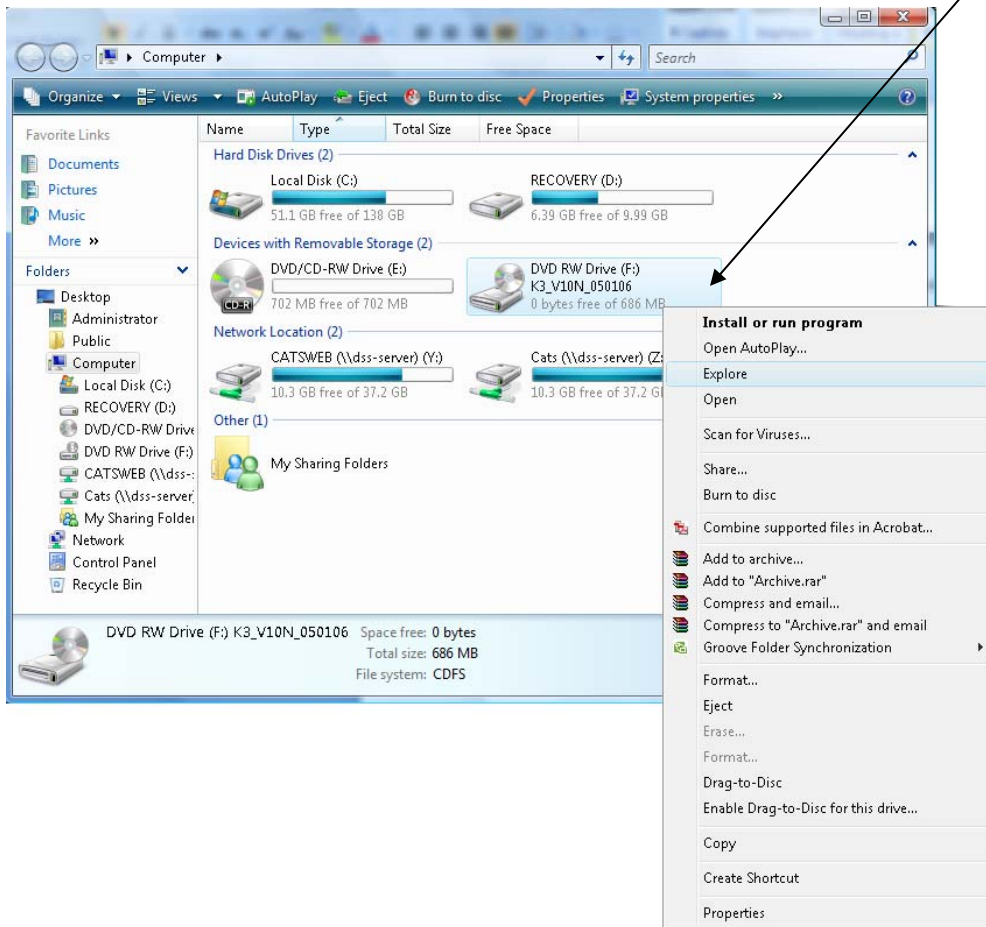 Computer
Search
Organize Views AutoPlay Eject Burn to disc Properties System properties »
Favorite Links
Documents
Pictures
Music
More »
Folders
Desktop
Administrator
Public
Computer
Local Disk (C:)
RECOVERY (D:)
DVD/CD-RW Drive
DVD RW Drive (F:)
CATSWEB (\\dss-
Cats (\\dss-server
My Sharing Folder
Network
Control Panel
Recycle Bin
Name Type Total Size Free Space
Hard Disk Drives (2)
Local Disk (C:)
51.1 GB free of 138 GB
RECOVERY (D:)
6.39 GB free of 9.99 GB
Devices with Removable Storage (2)
DVD/CD-RW Drive (E:)
702 MB free of 702 MB
CD-R
DVD RW Drive (F:)
K3_V10N_050106
0 bytes free of 686 MB
Network Location (2)
CATSWEB (\\dss-server) (Y:)
10.3 GB free of 37.2 GB
Cats (\\dss-server) (Z:
10.3 GB free of 37.2 G
Other (1)
My Sharing Folders
DVD RW Drive (F:) K3_V10N_050106 Space free: 0 bytes
Total size: 686 MB
File system: CDFS
Install or run program
Open AutoPlay...
Explore
Open
Scan for Viruses...
Share...
Burn to disc
Combine supported files in Acrobat...
Add to archive...
Add to "Archive.rar"
Compress and email...
Compress to "Archive.rar" and email
Groove Folder Synchronization
Format...
Eject
Erase...
Format...
Drag-to-Disc
Enable Drag-to-Disc for this drive...
Copy
Create Shortcut
Properties